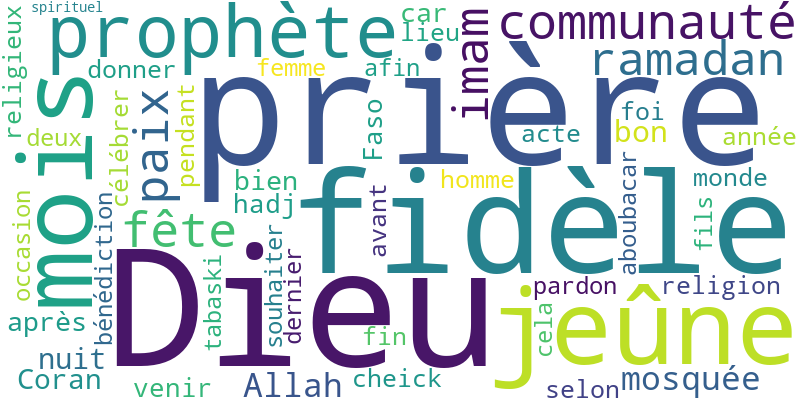 spirituel
religieux
prophète
car
lieu
imam
communauté
ramadan
donner
femme
afin
mois
deux
célébrer
paix
pendant
prière
Faso
foi
acte
bon
année
bien
hadj
fidèle
homme
monde
avant
aboubacar
fils
occasion
bénédiction
fête
tabaski
souhaiter
dernier
Dieu
jeûne
pardon
religion
après
cela
fin
nuit
Coran
venir
Allah
cheick
selon
mosquée